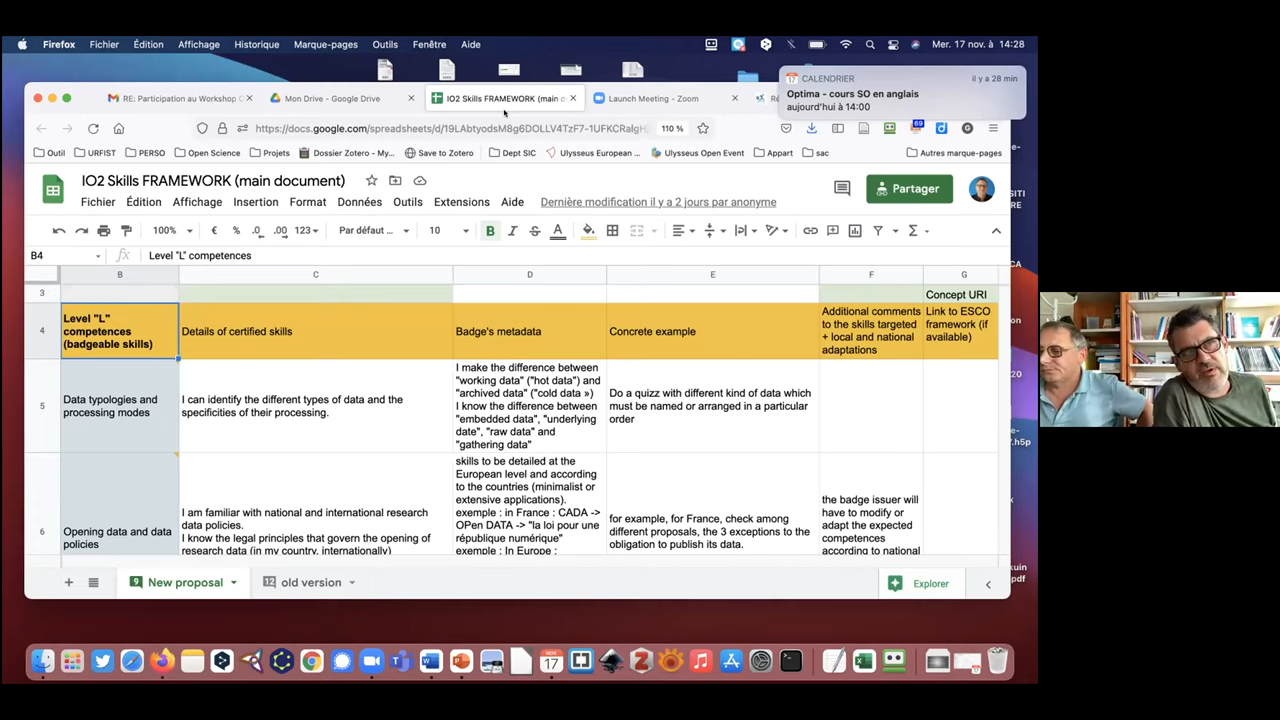 Firefox Fichier Édition Affichage Historique Marque-pages Outils Fenêtre Aide Mer. 17 nov. à 14:28
CALENDRIER il y a 28 min
Optima - cours SO en anglais
aujourd'hui à 14:00
RE: Participation au Workshop Mon Drive - Google Drive IO2 Skills FRAMEWORK (main Launch Meeting - Zoom
https://docs.google.com/spreadsheets/ 110 % 69
Outil URFIST PERSO Open Science Projets Dossier Zotero - My... Save to Zotero Dept SIC Ulysseus European ... Ulysseus Open Event Appart sac Autres marque-pages
IO2 Skills FRAMEWORK (main document) Partager
Fichier Édition Affichage Insertion Format Données Outils Extensions Aide Dernière modification il y a 2 jours par anonyme
100% € % .0 .00 123 Par défaut ... 10 B I S A
B4 fx Level "L" competences
B C D E F G
3 Concept URI
4
Level "L"
competences
(badgeable skills)
Details of certified skills
Badge's metadata
Concrete example
Additional comments
to the skills targeted
+ local and national
adaptations
Link to ESCO
framework (if
available)
5
Data typologies and
processing modes
I can identify the different types of data and the
specificities of their processing.
I make the difference between
"working data" ("hot data") and
"archived data" ("cold data »)
I know the difference between
"embedded data", "underlying
date", "raw data" and
"gathering data"
Do a quizz with different kind of data which
must be named or arranged in a particular
order
6
Opening data and data
policies
I am familiar with national and international research
data policies.
I know the legal principles that govern the opening of
research data (in my country, internationally)
skills to be detailed at the
European level and according
to the countries (minimalist or
extensive applications).
exemple : in France : CADA ->
OPen DATA -> "la loi pour une
république numérique"
exemple : In Europe :
for example, for France, check among
different proposals, the 3 exceptions to the
obligation to publish its data.
the badge issuer will
have to modify or
adapt the expected
competences
according to national
+ 9 New proposal 12 old version Explorer
NOV
17